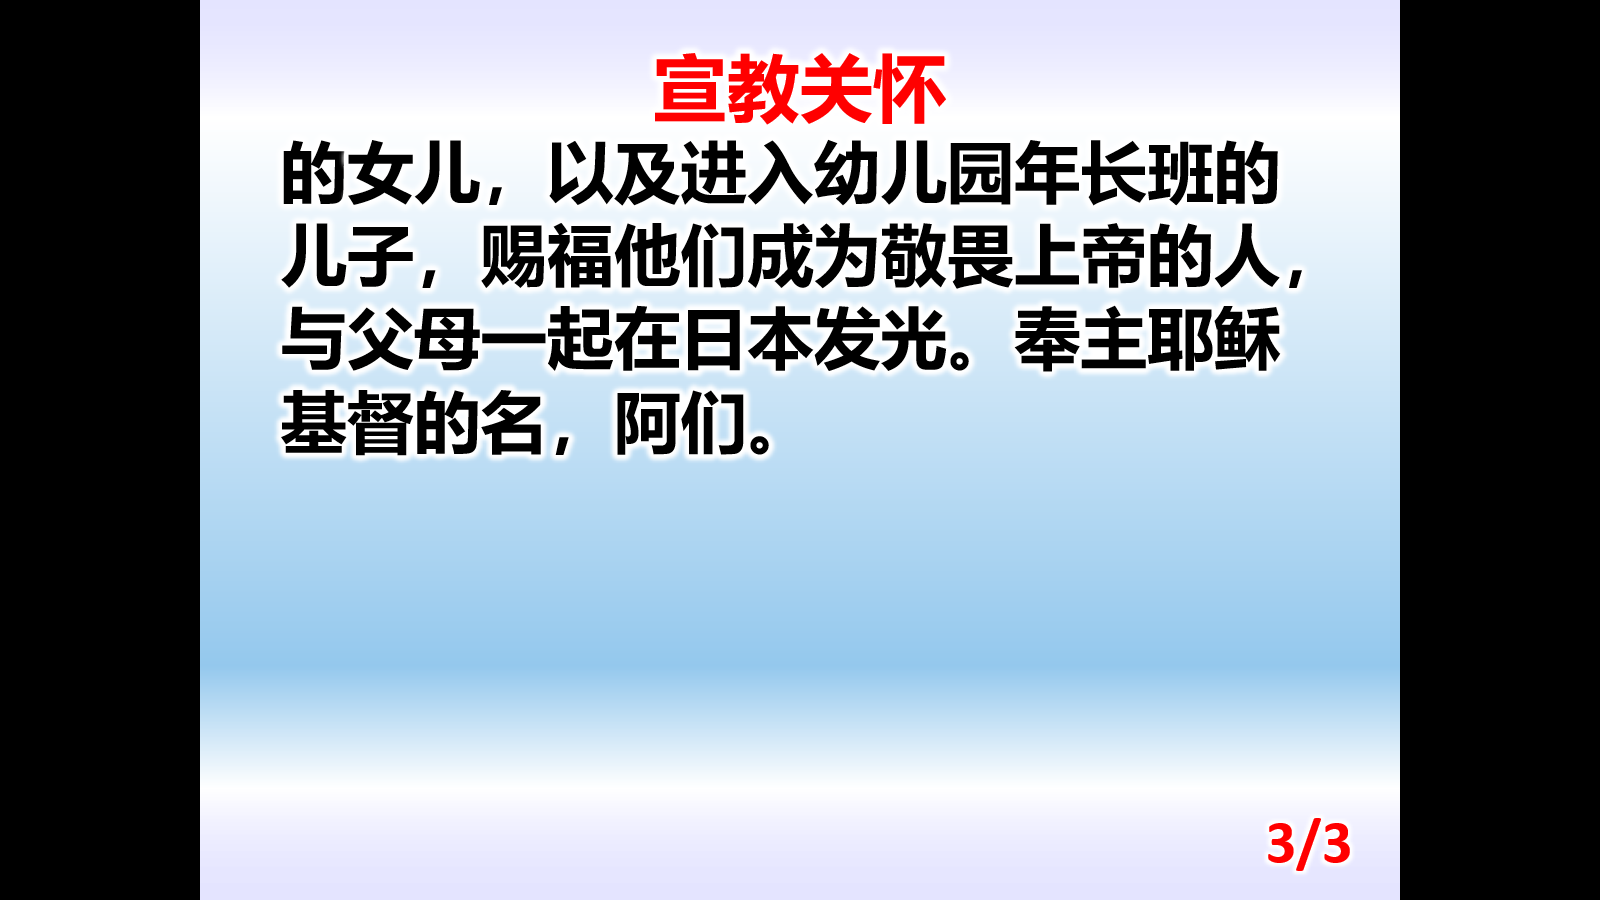 宣教关怀
的女儿，以及进入幼儿园年长班的
儿子，赐福他们成为敬畏上帝的人，
与父母一起在日本发光。奉主耶稣
基督的名，阿们。
3/3